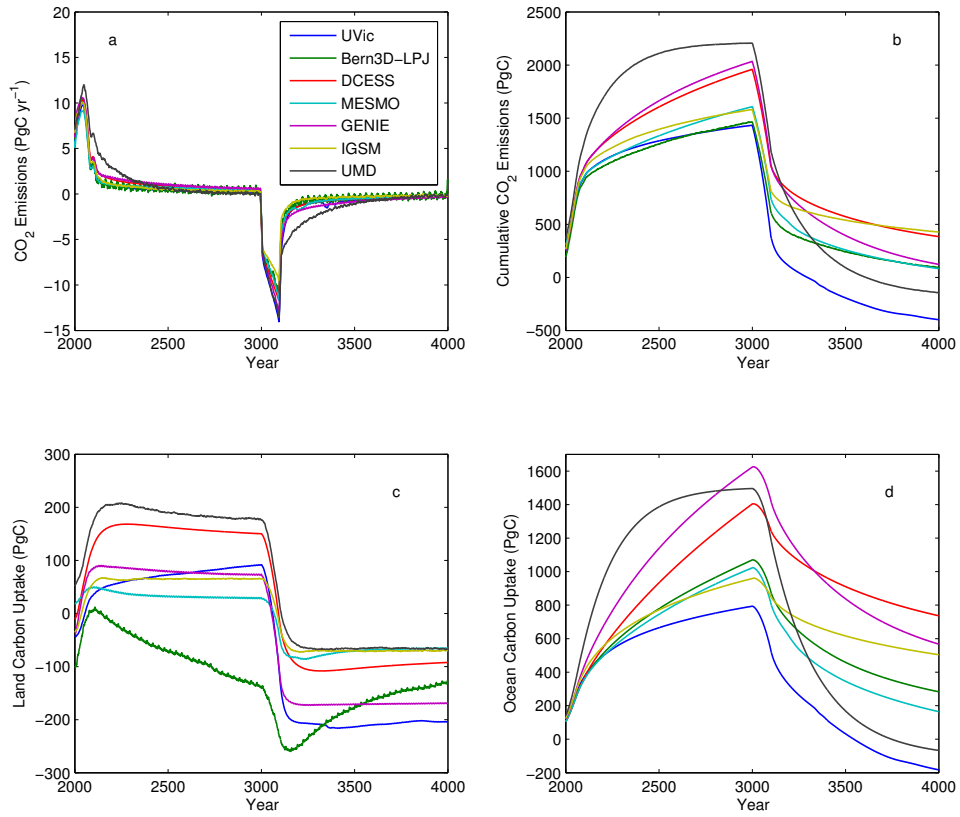 20
15
10
5
0
−5
−10
−15
2000
2500
3000
3500
4000
Year
CO2 Emissions (PgC yr−1)
a
UVic
Bern3D−LPJ
DCESS
MESMO
GENIE
IGSM
UMD
2500
2000
1500
1000
500
0
−500
2000
2500
3000
3500
4000
Year
Cumulative CO2 Emissions (PgC)
b
300
200
100
0
−100
−200
−300
2000
2500
3000
3500
4000
Year
Land Carbon Uptake (PgC)
c
1600
1400
1200
1000
800
600
400
200
0
−200
2000
2500
3000
3500
4000
Year
Ocean Carbon Uptake (PgC)
d